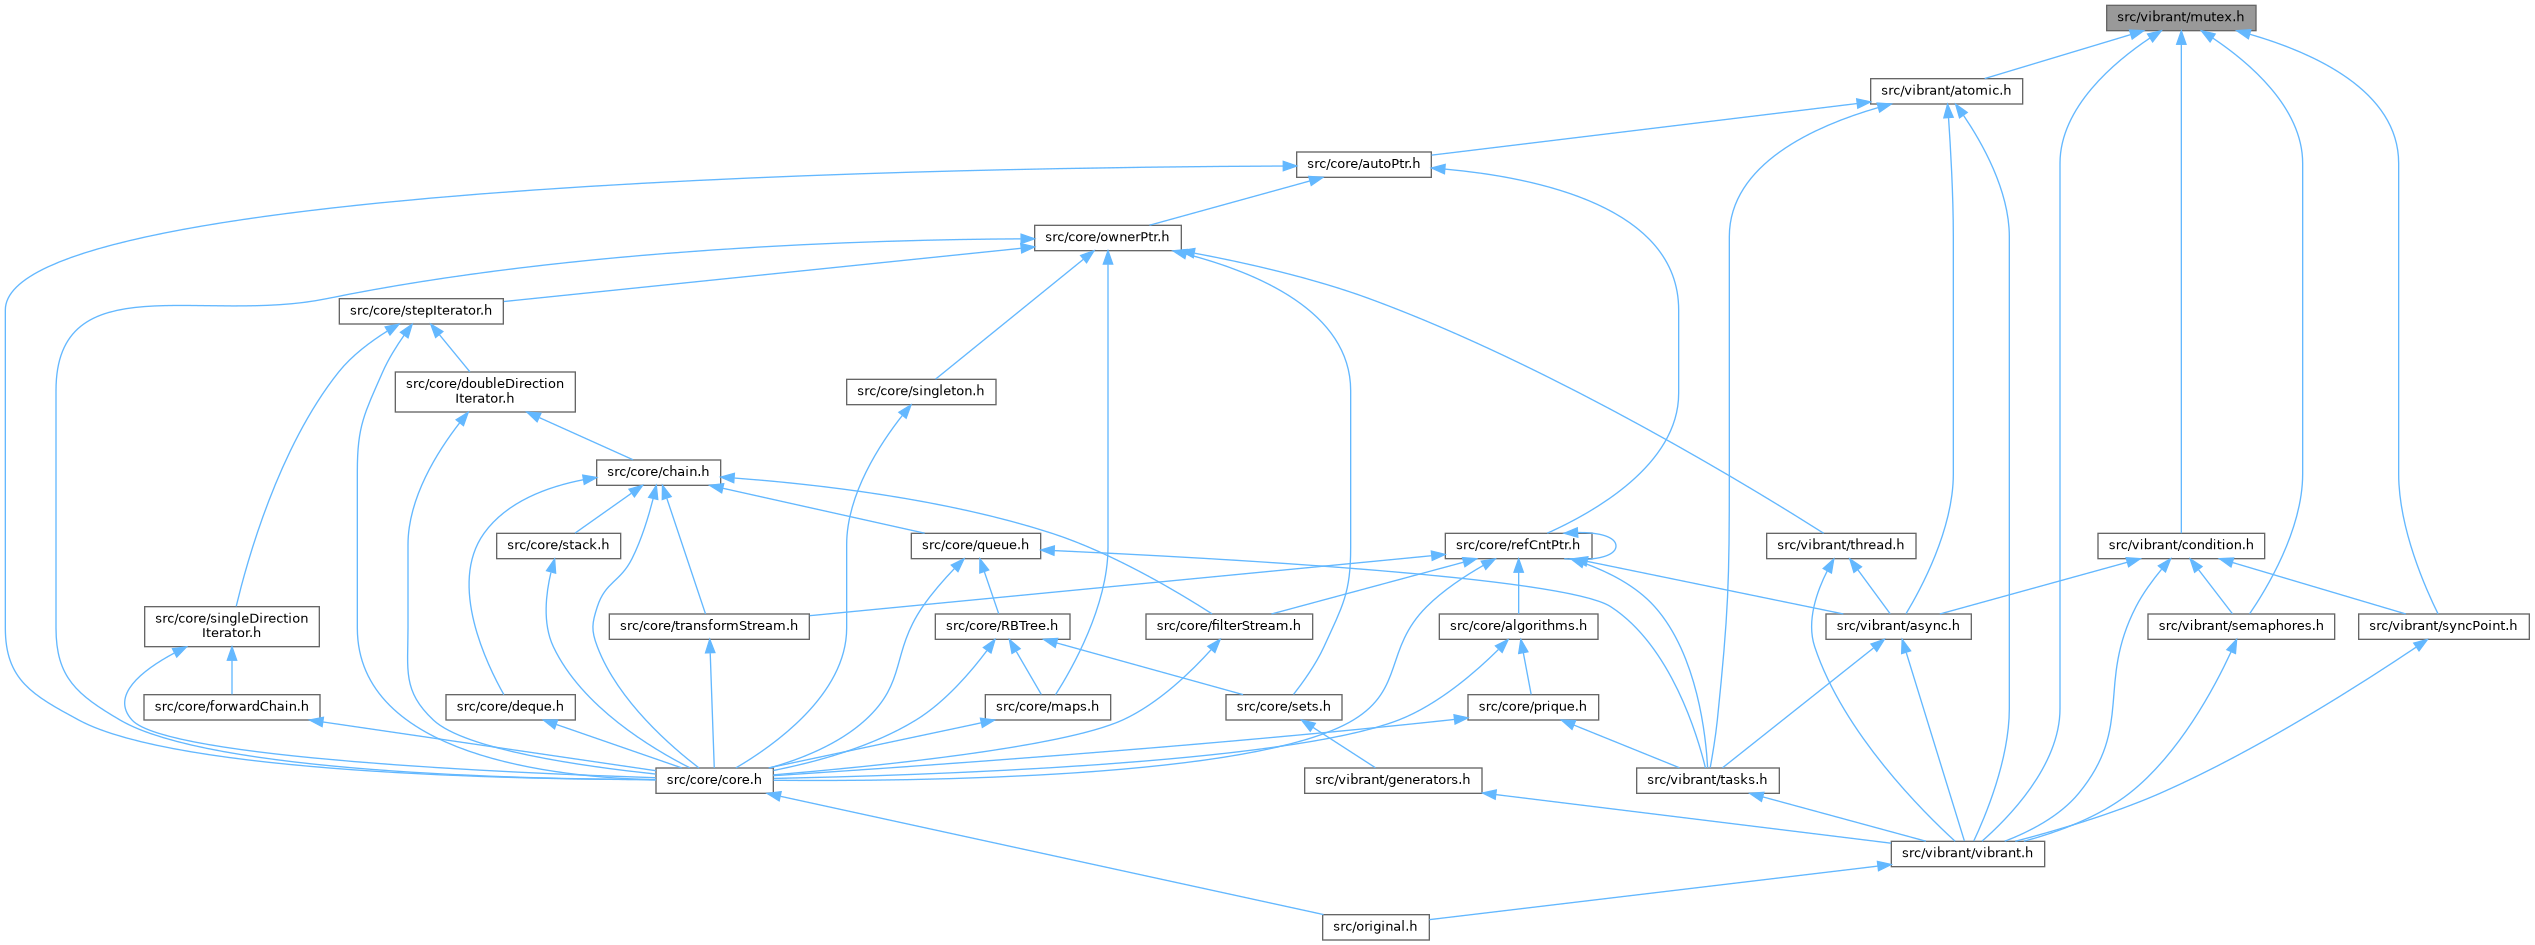 src/vibrant/mutex.h
src/vibrant/atomic.h
src/core/autoPtr.h
src/core/ownerPtr.h
src/core/stepIterator.h
src/core/doubleDirection
Iterator.h
src/core/singleton.h
src/core/chain.h
src/core/stack.h
src/core/queue.h
src/core/refCntPtr.h
src/vibrant/thread.h
src/vibrant/condition.h
src/core/singleDirection
Iterator.h
src/core/transformStream.h
src/core/RBTree.h
src/core/filterStream.h
src/core/algorithms.h
src/vibrant/async.h
src/vibrant/semaphores.h
src/vibrant/syncPoint.h
src/core/forwardChain.h
src/core/deque.h
src/core/maps.h
src/core/sets.h
src/core/prique.h
src/core/core.h
src/vibrant/generators.h
src/vibrant/tasks.h
src/vibrant/vibrant.h
src/original.h